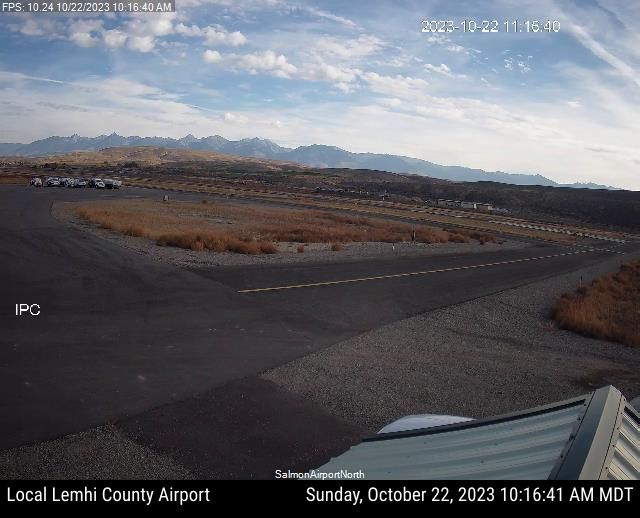 FPS: 10.24 10/22/2023 10:16:40 AM
2023-10-22 11:15:40
IPC
SalmonAirportNorth
Local Lemhi County Airport Sunday, October 22, 2023 10:16:41 AM MDT